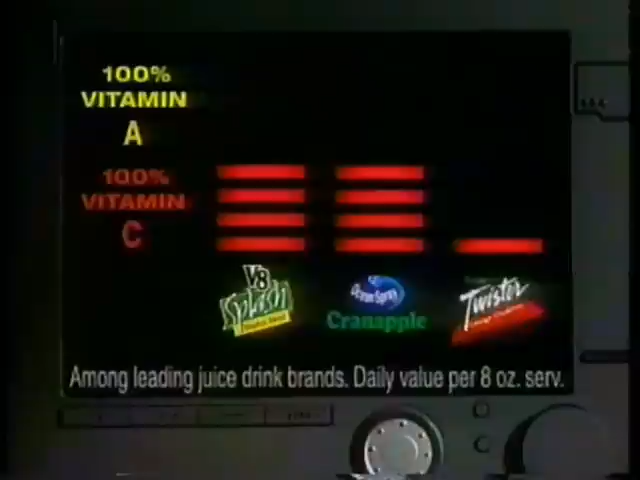 100%
VITAMIN
A
100%
VITAMIN
C
V8
Splash
Ocean Spray
Cranapple
Twister
Among leading juice drink brands. Daily value per 8 oz. serv.